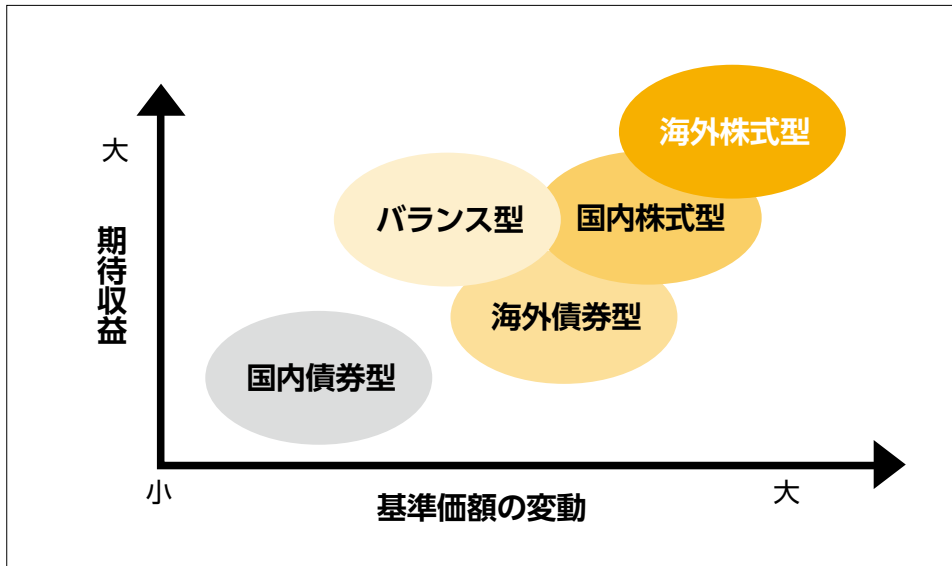 海外株式型
大
バランス型
国内株式型
期待収益
海外債券型
国内債券型
小
大
基準価額の変動